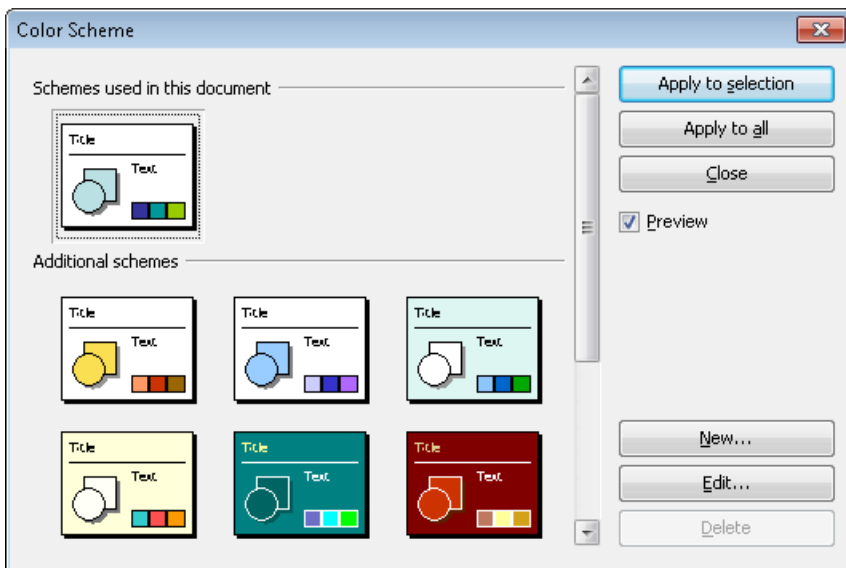 Color Scheme
Schemes used in this document
Title
Text
Additional schemes
Title
Text
Title
Text
Title
Text
Title
Text
Title
Text
Title
Text
Apply to selection
Apply to all
Close
Preview
New...
Edit...
Delete